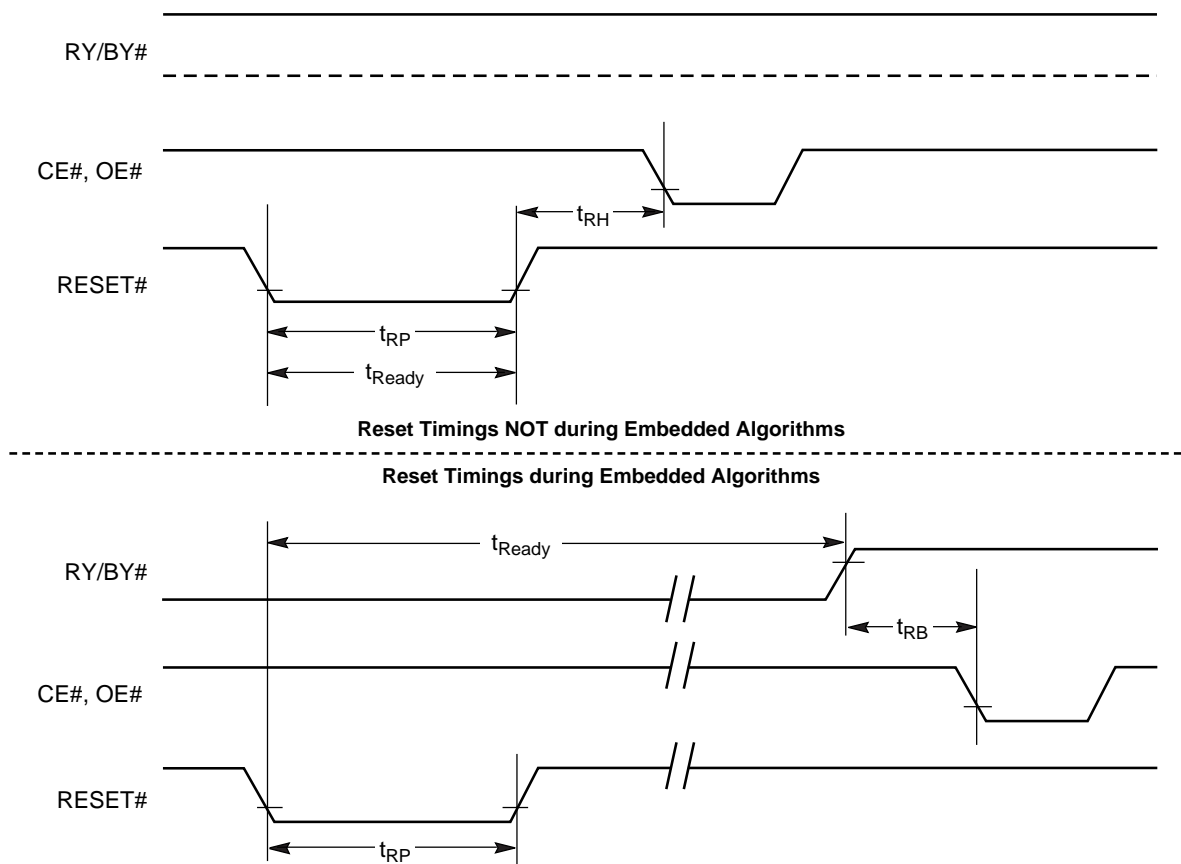 RY/BY#
CE#, OE#
tRH
RESET#
tRP
tReady
Reset Timings NOT during Embedded Algorithms
Reset Timings during Embedded Algorithms
tReady
RY/BY#
tRB
CE#, OE#
RESET#
tRP